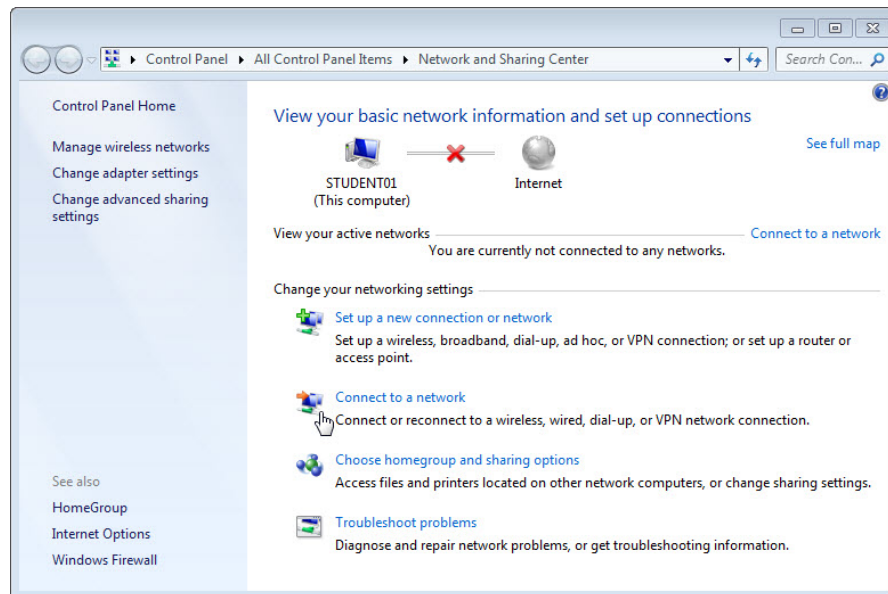 Control Panel All Control Panel Items Network and Sharing Center Search Con...
Control Panel Home
Manage wireless networks
Change adapter settings
Change advanced sharing
settings
View your basic network information and set up connections
See full map
STUDENT01
(This computer)
Internet
View your active networks
Connect to a network
You are currently not connected to any networks.
Change your networking settings
Set up a new connection or network
Set up a wireless, broadband, dial-up, ad hoc, or VPN connection; or set up a router or
access point.
Connect to a network
Connect or reconnect to a wireless, wired, dial-up, or VPN network connection.
Choose homegroup and sharing options
Access files and printers located on other network computers, or change sharing settings.
Troubleshoot problems
Diagnose and repair network problems, or get troubleshooting information.
See also
HomeGroup
Internet Options
Windows Firewall